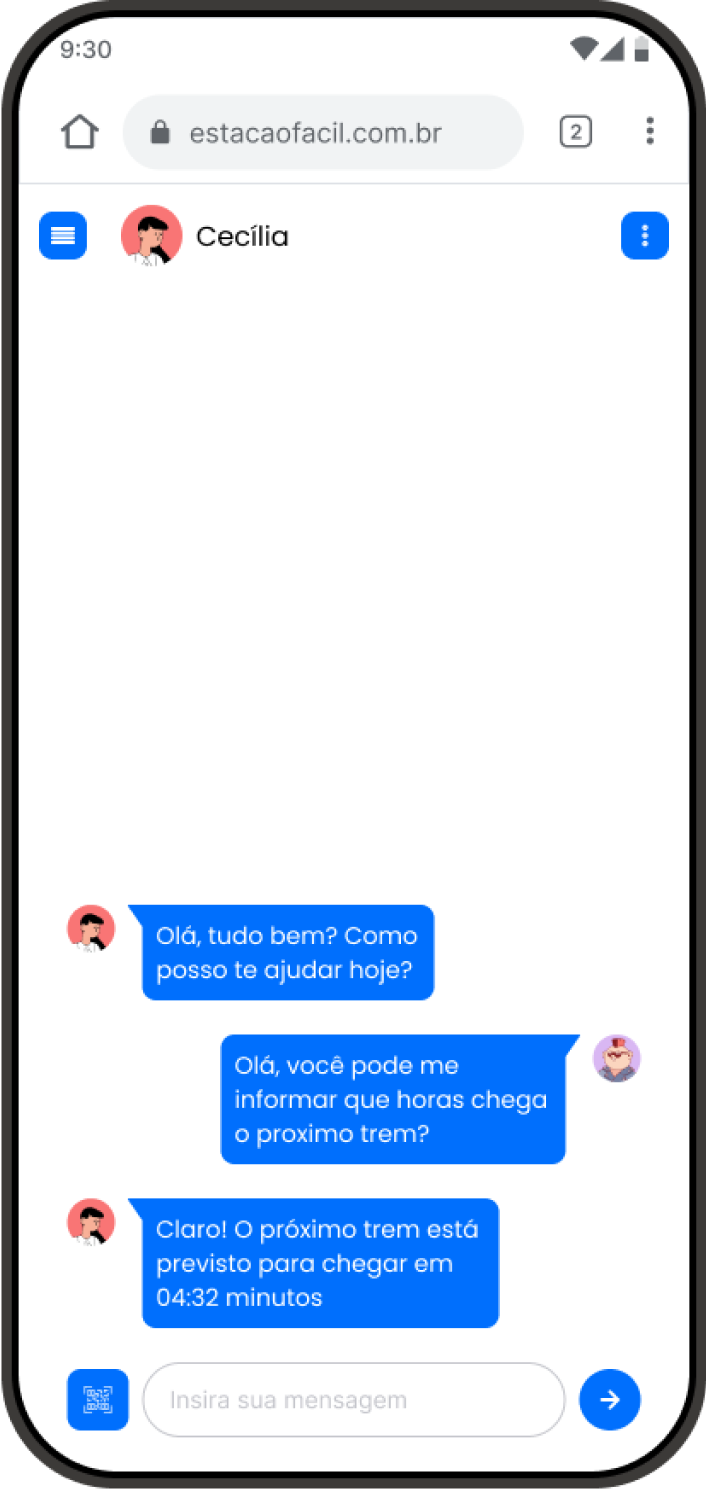 9:30
estacaofacil.com.br
2
Cecília
Olá, tudo bem? Como
posso te ajudar hoje?
Olá, você pode me
informar que horas chega
o proximo trem?
Claro! O próximo trem está
previsto para chegar em
04:32 minutos
Insira sua mensagem